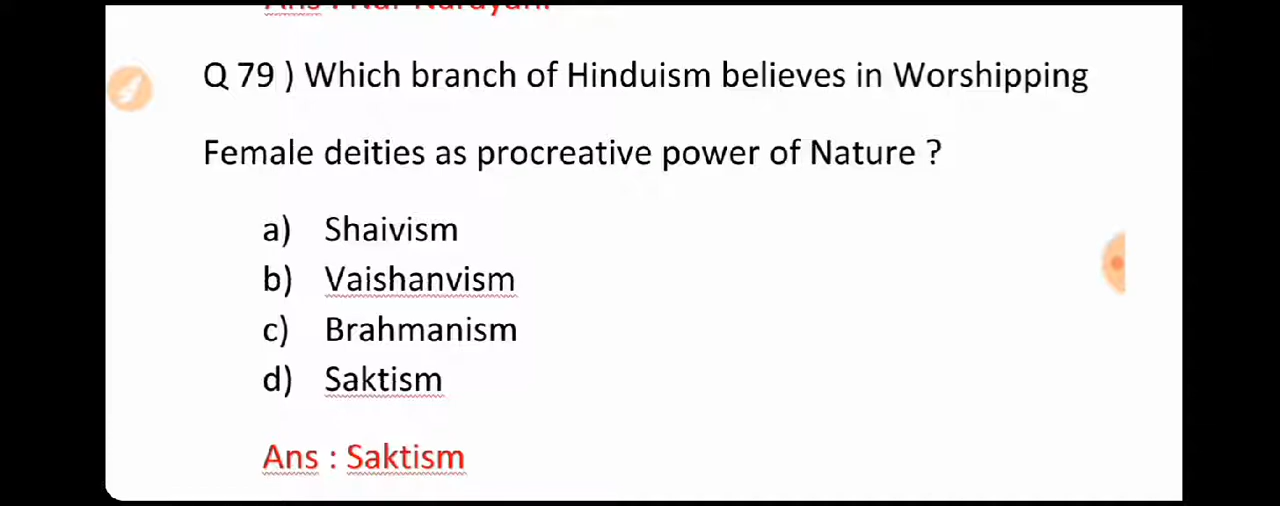 Q 79 ) Which branch of Hinduism believes in Worshipping
Female deities as procreative power of Nature ?
a) Shaivism
b) Vaishanvism
c) Brahmanism
d) Saktism
Ans : Saktism